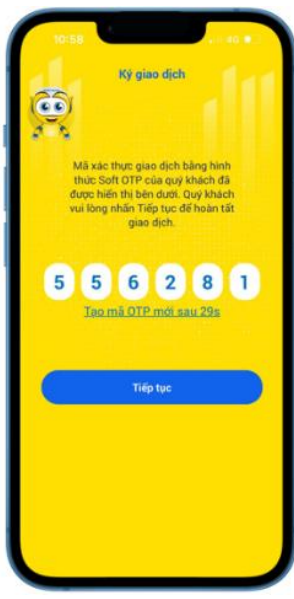 10:58
4G
Ký giao dịch
Mã xác thực giao dịch bằng hình
thức Soft OTP của quý khách đã
được hiển thị bên dưới. Quý khách
vui lòng nhấn Tiếp tục để hoàn tất
giao dịch.
5 5 6 2 8 1
Tạo mã OTP mới sau 29s
Tiếp tục